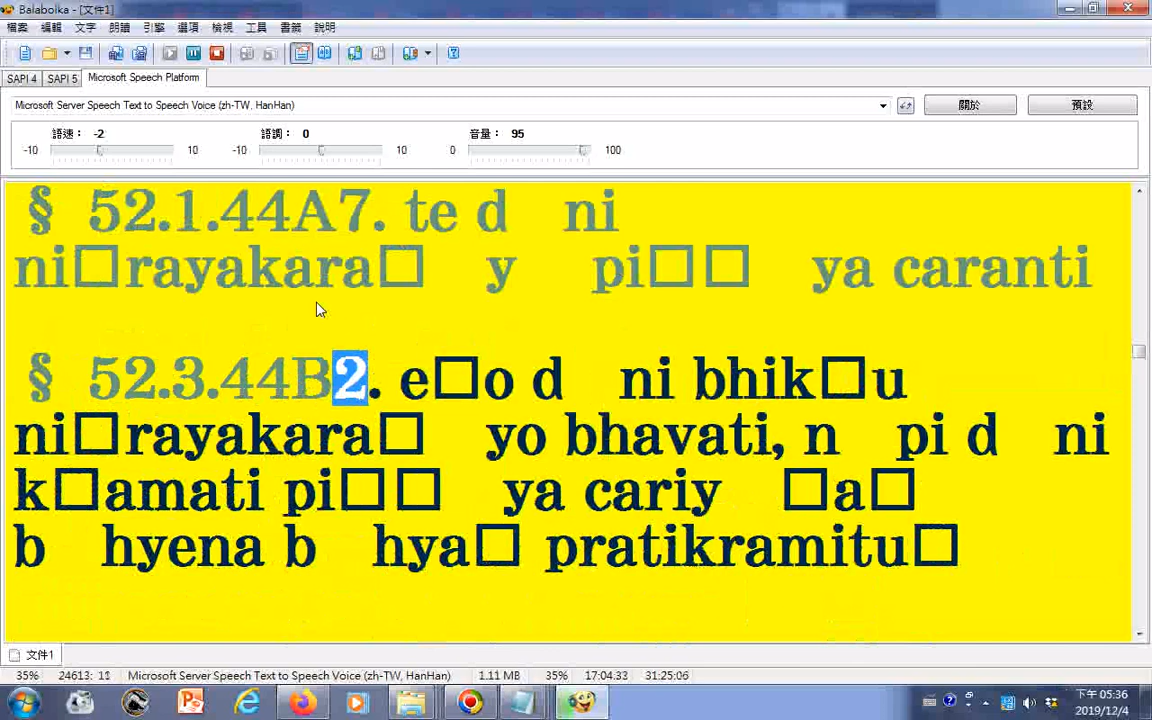 Balabolka - [文件1]
檔案 編輯 文字 朗讀 引擎 選項 檢視 工具 書籤 說明
SAPI 4 SAPI 5 Microsoft Speech Platform
Microsoft Server Speech Text to Speech Voice (zh-TW, HanHan) 關於 預設
語速： -2 語調： 0 音量： 95
-10 10 -10 10 0 100
§ 52.1.44A7. te d ni
ni□rayakara□ y pi□□ ya caranti
§ 52.3.44B2. e□o d ni bhik□u
ni□rayakara□ yo bhavati, n pi d ni
k□amati pi□□ ya cariy □a□
b hyena b hya□ pratikramitu□
文件1
35% 24613: 11 Microsoft Server Speech Text to Speech Voice (zh-TW, HanHan) 1.11 MB 35% 17:04.33 31:25:06
下午 05:36
2019/12/4